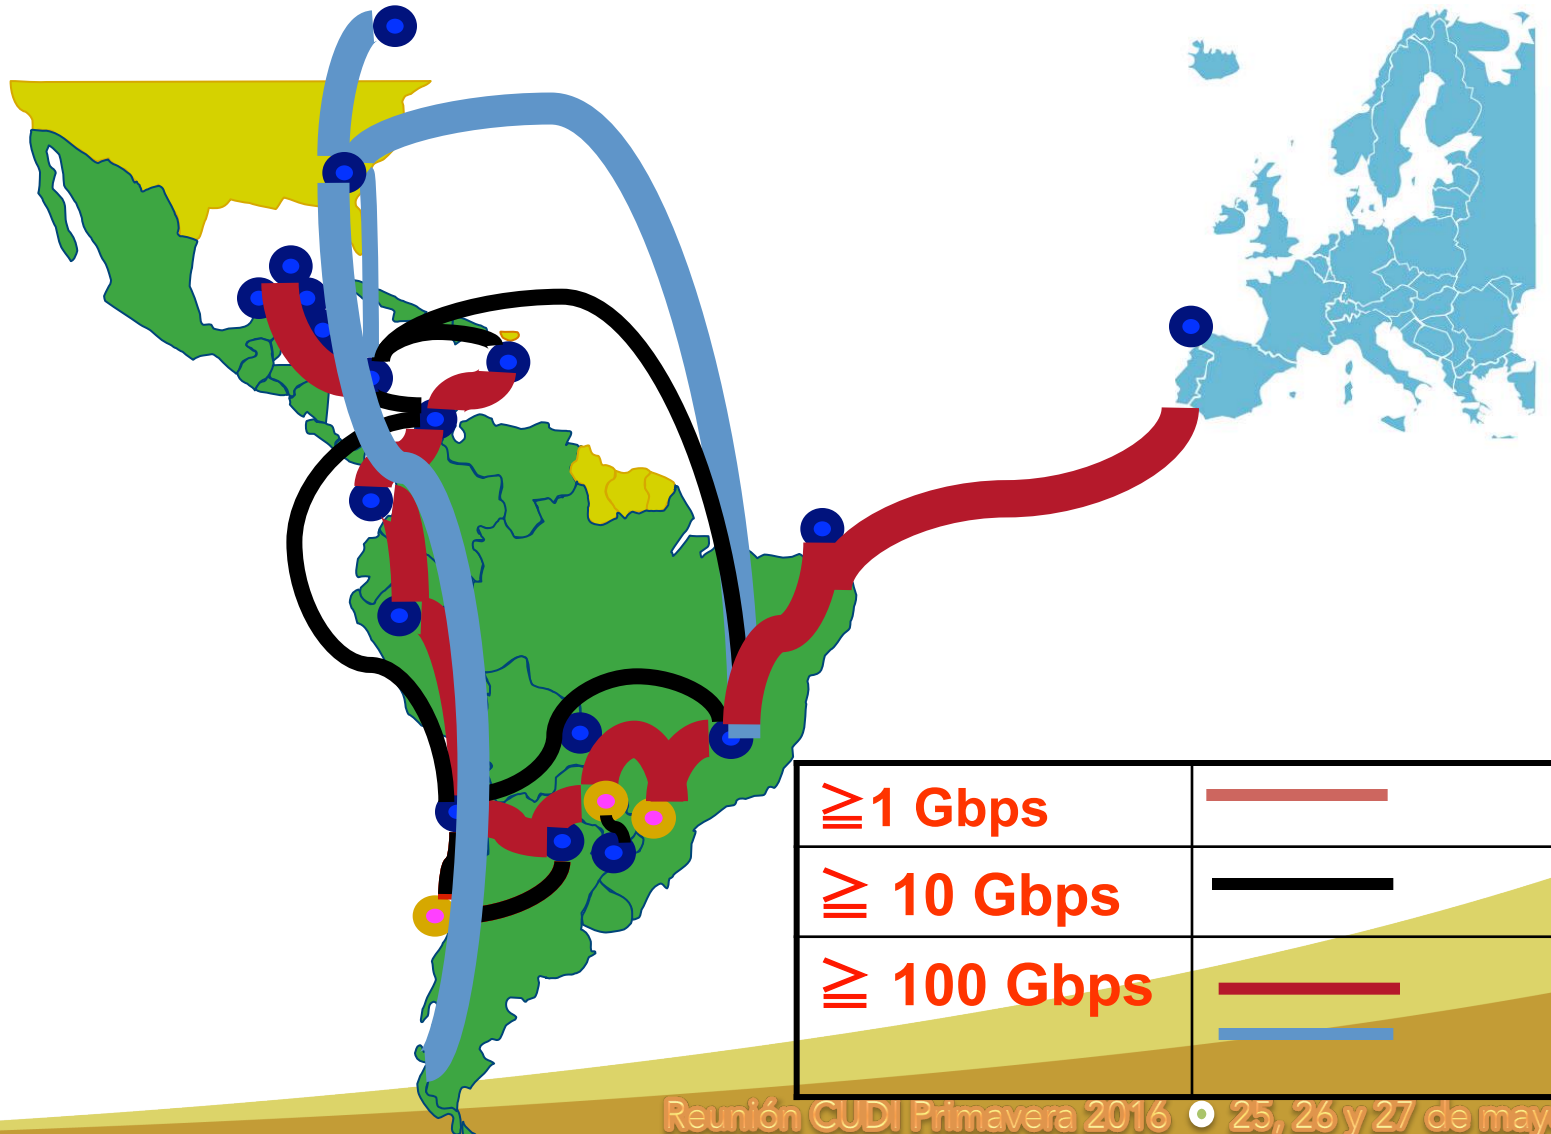 ≧1 Gbps
≧ 10 Gbps
≧ 100 Gbps
Reunión CUDI Primavera 2016 25, 26 y 27 de may